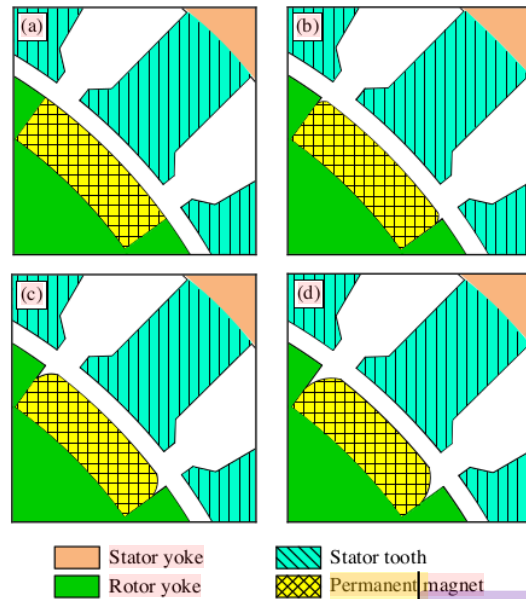 (a)
(b)
(c)
(d)
Stator yoke
Stator tooth
Rotor yoke
Permanent magnet